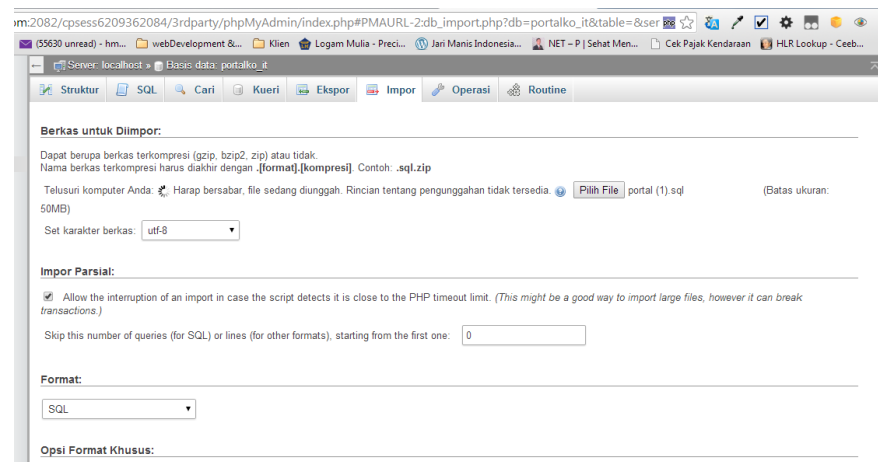 om:2082/cpsess6209362084/3rdparty/phpMyAdmin/index.php#PMAURL-2:db_import.php?db=portalko_it&table=&ser
(55630 unread) - hm... webDevelopment &... Klien Logam Mulia - Preci... Jari Manis Indonesia... NET – P | Sehat Men... Cek Pajak Kendaraan HLR Lookup - Ceeb...
Server: localhost » Basis data: portalko_it
Struktur SQL Cari Kueri Ekspor Impor Operasi Routine
Berkas untuk Diimpor:
Dapat berupa berkas terkompresi (gzip, bzip2, zip) atau tidak.
Nama berkas terkompresi harus diakhir dengan .[format].[kompresi]. Contoh: .sql.zip
Telusuri komputer Anda: Harap bersabar, file sedang diunggah. Rincian tentang pengunggahan tidak tersedia. Pilih File portal (1).sql (Batas ukuran:
50MB)
Set karakter berkas: utf-8
Impor Parsial:
Allow the interruption of an import in case the script detects it is close to the PHP timeout limit. (This might be a good way to import large files, however it can break
transactions.)
Skip this number of queries (for SQL) or lines (for other formats), starting from the first one: 0
Format:
SQL
Opsi Format Khusus: